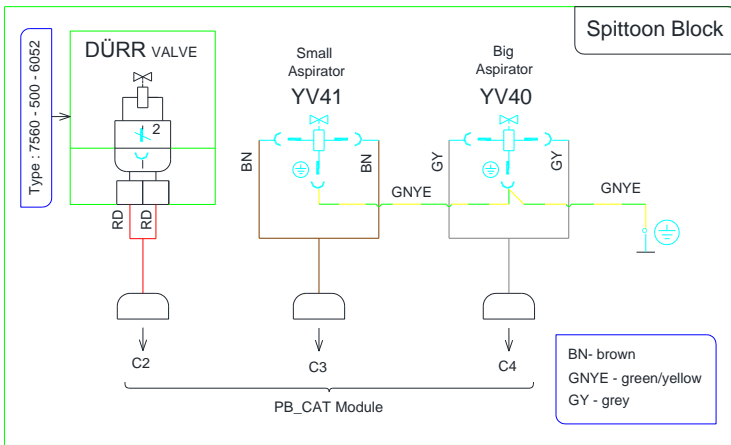 Spittoon Block
DÜRR VALVE
Type : 7560 - 500 - 6052
2
RD
RD
Small
Aspirator
YV41
BN
BN
Big
Aspirator
YV40
GY
GY
GNYE
GNYE
C2
C3
C4
PB_CAT Module
BN- brown
GNYE - green/yellow
GY - grey